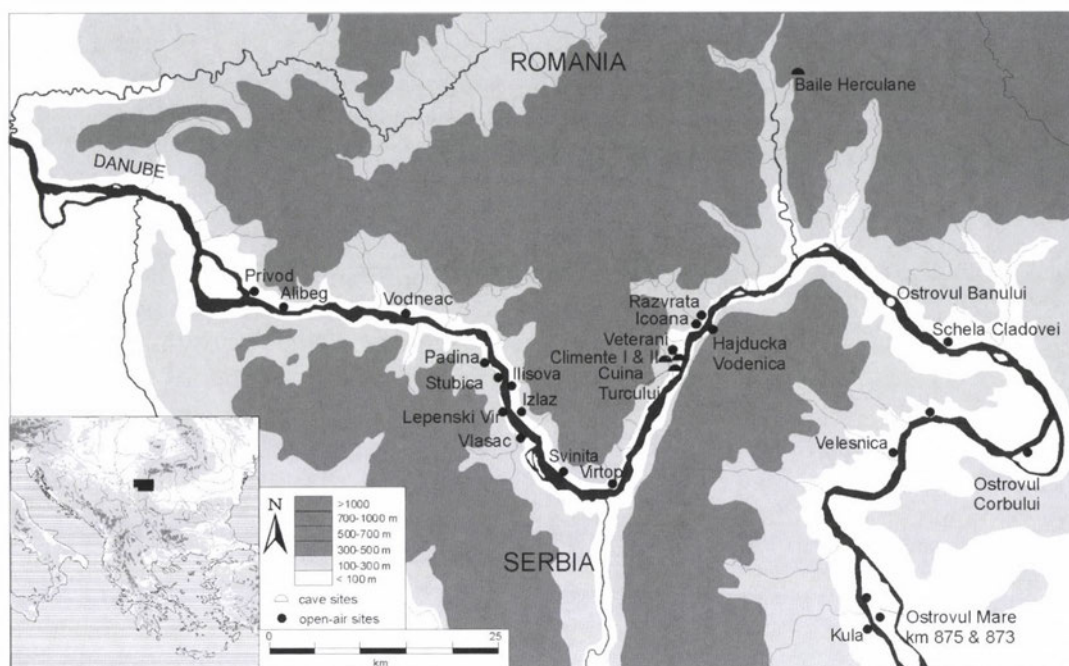 ROMANIA
Baile Herculane
DANUBE
Privod
Alibeg
Vodneac
Razvrata
Icoana
Ostrovul Banului
Veterani
Hajducka
Vodenica
Schela Cladovei
Padina
Climente I & II
Ilisova
Cuina
Stubica
Turcului
Izlaz
Lepenski Vir
Vlasac
Velesnica
Svinita
Virtop
Ostrovul
Corbului
N
>1000
700-1000 m
500-700 m
300-500 m
100-300 m
< 100 m
SERBIA
cave sites
open-air sites
Ostrovul Mare
km 875 & 873
Kula
0 25
km